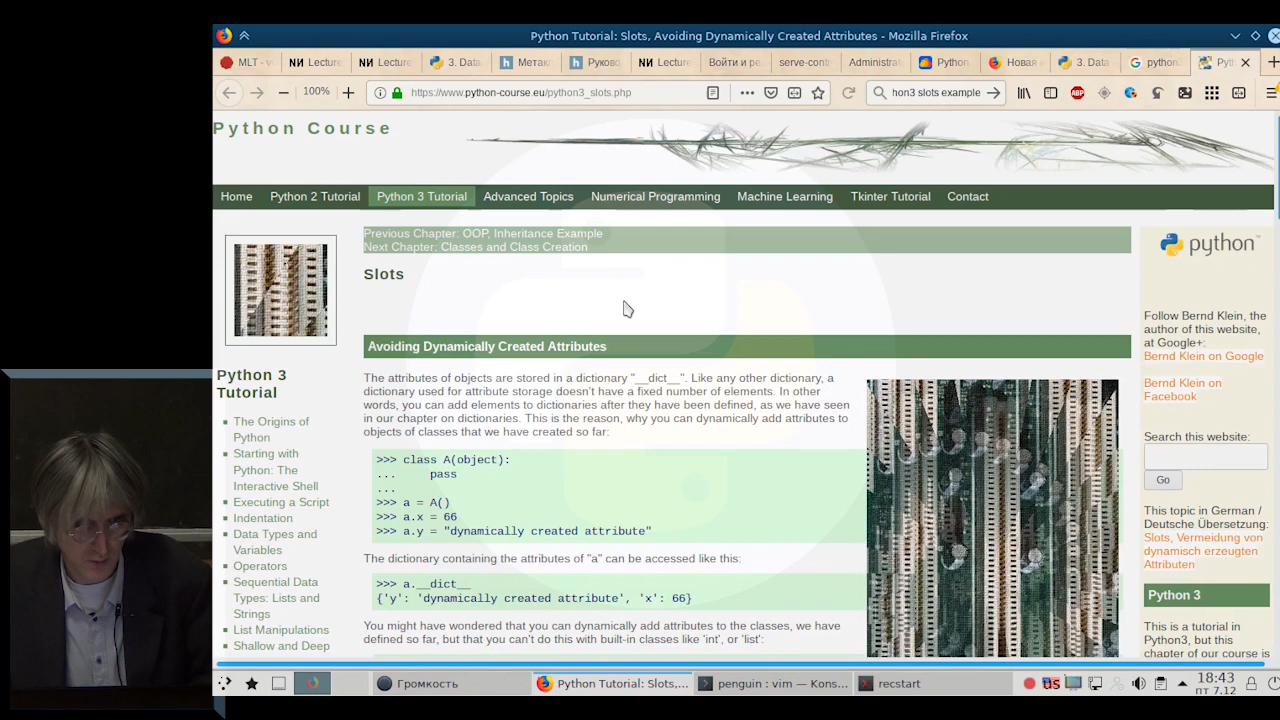 Python Tutorial: Slots, Avoiding Dynamically Created Attributes - Mozilla Firefox
MLT - v
Lecture
Lecture
3. Data
Метак
Руково
Lecture
Войти и ре
serve-contr
Administra
Python
Новая
3. Data
python
Pyth
100%
https://www.python-course.eu/python3_slots.php
hon3 slots example
Python Course
Home
Python 2 Tutorial
Python 3 Tutorial
Advanced Topics
Numerical Programming
Machine Learning
Tkinter Tutorial
Contact
Previous Chapter: OOP, Inheritance Example
Next Chapter: Classes and Class Creation
Slots
Avoiding Dynamically Created Attributes
The attributes of objects are stored in a dictionary "__dict__". Like any other dictionary, a
dictionary used for attribute storage doesn't have a fixed number of elements. In other
words, you can add elements to dictionaries after they have been defined, as we have seen
in our chapter on dictionaries. This is the reason, why you can dynamically add attributes to
objects of classes that we have created so far:
>>> class A(object):
...     pass
...
>>> a = A()
>>> a.x = 66
>>> a.y = "dynamically created attribute"
The dictionary containing the attributes of "a" can be accessed like this:
>>> a.__dict__
{'y': 'dynamically created attribute', 'x': 66}
You might have wondered that you can dynamically add attributes to the classes, we have
defined so far, but that you can't do this with built-in classes like 'int', or 'list':
Python 3
Tutorial
The Origins of
Python
Starting with
Python: The
Interactive Shell
Executing a Script
Indentation
Data Types and
Variables
Operators
Sequential Data
Types: Lists and
Strings
List Manipulations
Shallow and Deep
python™
Follow Bernd Klein, the
author of this website,
at Google+:
Bernd Klein on Google
Bernd Klein on
Facebook
Search this website:
Go
This topic in German /
Deutsche Übersetzung:
Slots, Vermeidung von
dynamisch erzeugten
Attributen
Python 3
This is a tutorial in
Python3, but this
chapter of our course is
Громкость
Python Tutorial: Slots,...
penguin : vim — Kons...
recstart
us
18:43
пт 7.12